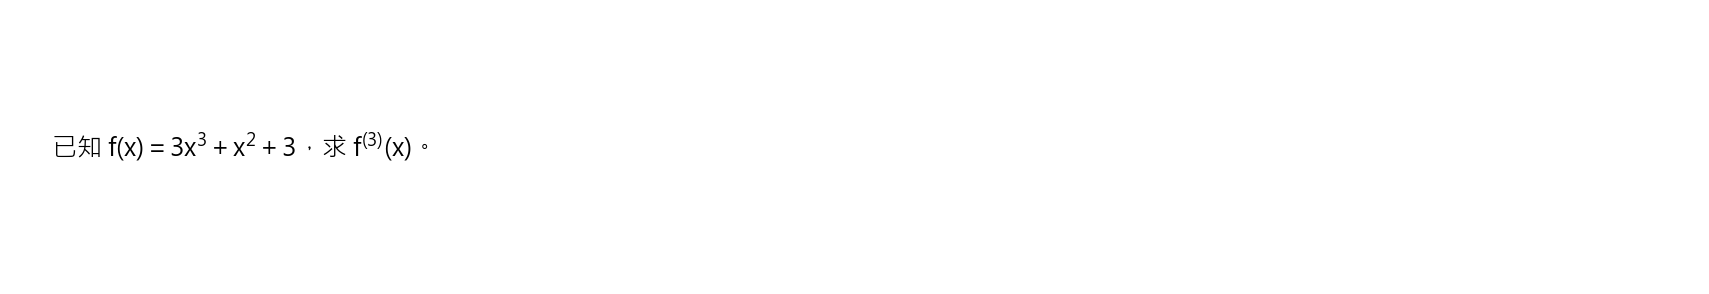 已知 f(x) = 3x³ + x² + 3，求 f⁽³⁾(x)。